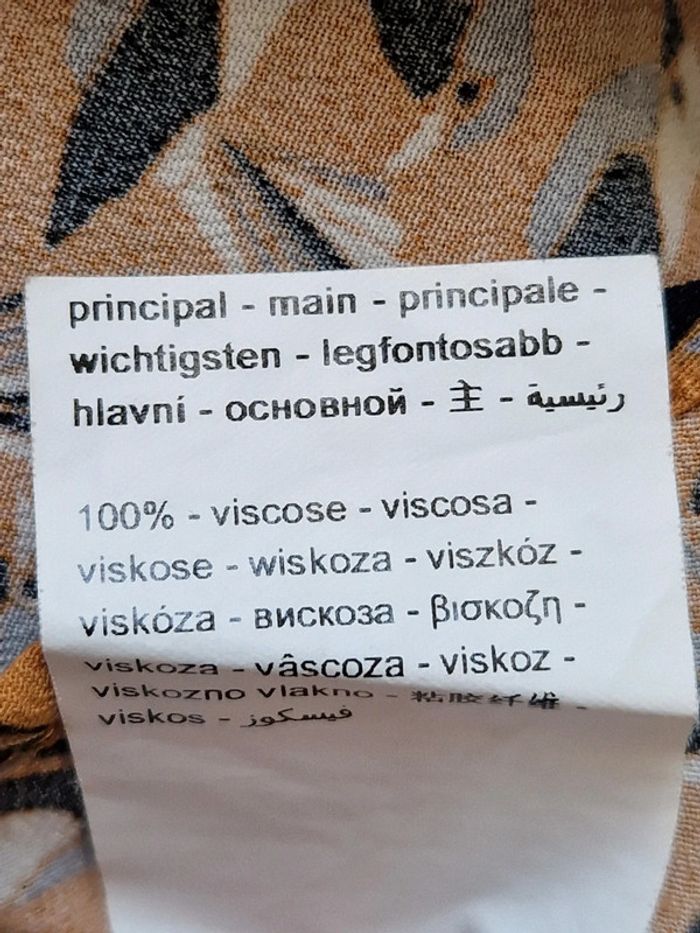 principal - main - principale -
wichtigsten - legfontosabb -
hlavní - основной - 主 - رئيسية
100% - viscose - viscosa -
viskose - wiskoza - viszkóz -
viskóza - вискоза - βισκοζη -
viskoza - vâscoza - viskoz -
viskozno vlakno - 粘胶纤维 -
viskos - فيسكوز